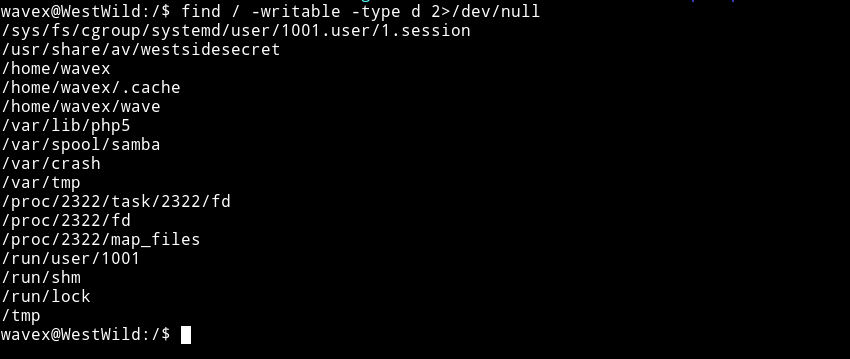 wavex@WestWild:/$ find / -writable -type d 2>/dev/null
/sys/fs/cgroup/systemd/user/1001.user/1.session
/usr/share/av/westsidesecret
/home/wavex
/home/wavex/.cache
/home/wavex/wave
/var/lib/php5
/var/spool/samba
/var/crash
/var/tmp
/proc/2322/task/2322/fd
/proc/2322/fd
/proc/2322/map_files
/run/user/1001
/run/shm
/run/lock
/tmp
wavex@WestWild:/$